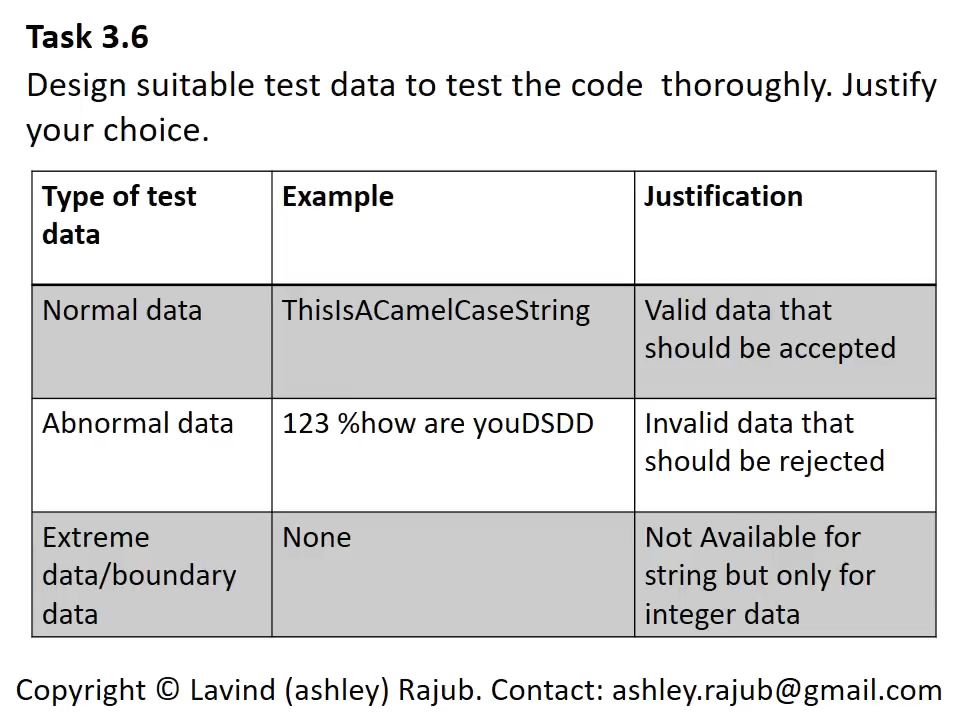 Task 3.6
Design suitable test data to test the code  thoroughly. Justify
your choice.
Type of test
data
Example
Justification
Normal data
ThisIsACamelCaseString
Valid data that
should be accepted
Abnormal data
123 %how are youDSDD
Invalid data that
should be rejected
Extreme
data/boundary
data
None
Not Available for
string but only for
integer data
Copyright © Lavind (ashley) Rajub. Contact: ashley.rajub@gmail.com